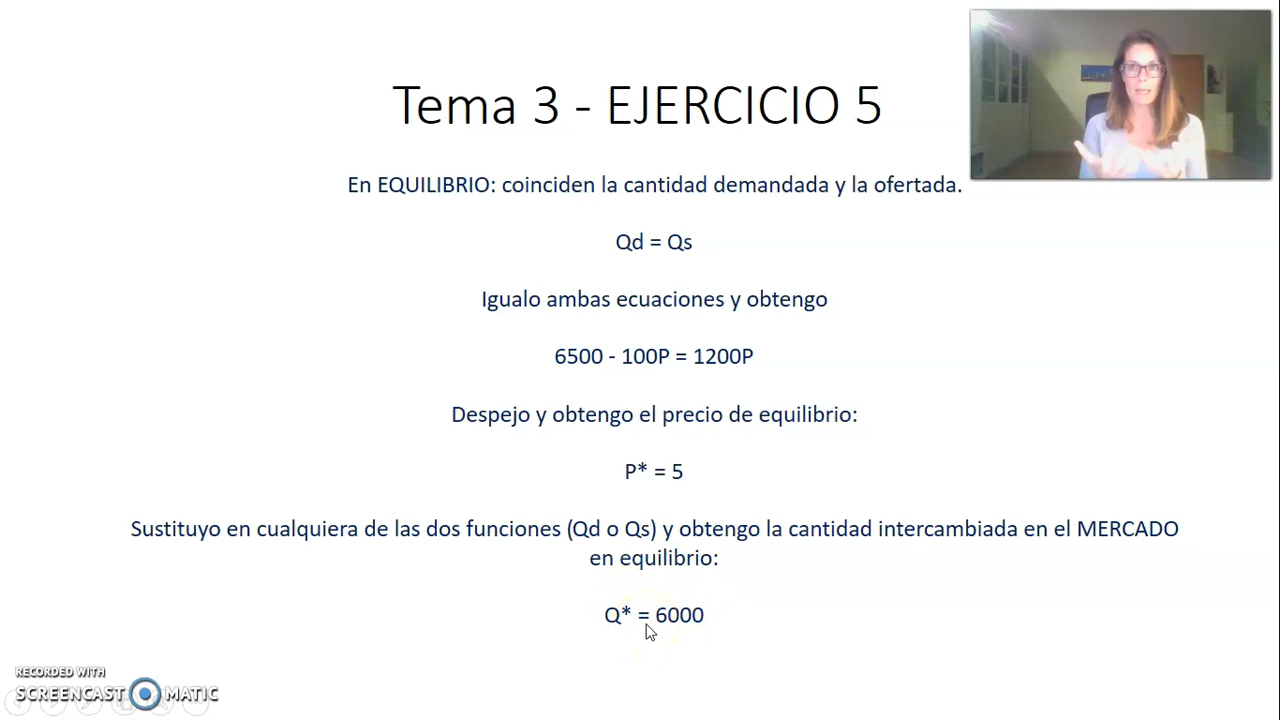 Tema 3 - EJERCICIO 5
En EQUILIBRIO: coinciden la cantidad demandada y la ofertada.
Qd = Qs
Igualo ambas ecuaciones y obtengo
6500 - 100P = 1200P
Despejo y obtengo el precio de equilibrio:
P* = 5
Sustituyo en cualquiera de las dos funciones (Qd o Qs) y obtengo la cantidad intercambiada en el MERCADO
en equilibrio:
Q* = 6000
RECORDED WITH
SCREENCAST MATIC